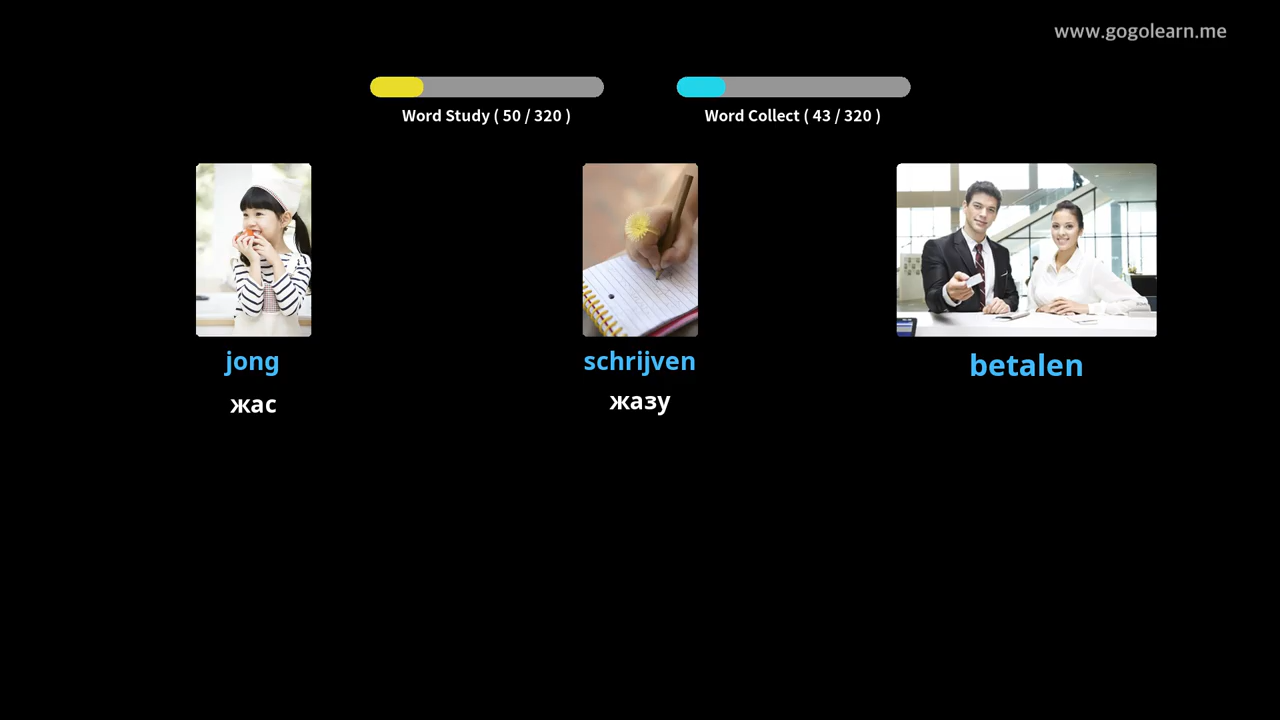 www.gogolearn.me
Word Study ( 50 / 320 )
Word Collect ( 43 / 320 )
jong
schrijven
betalen
жас
жазу